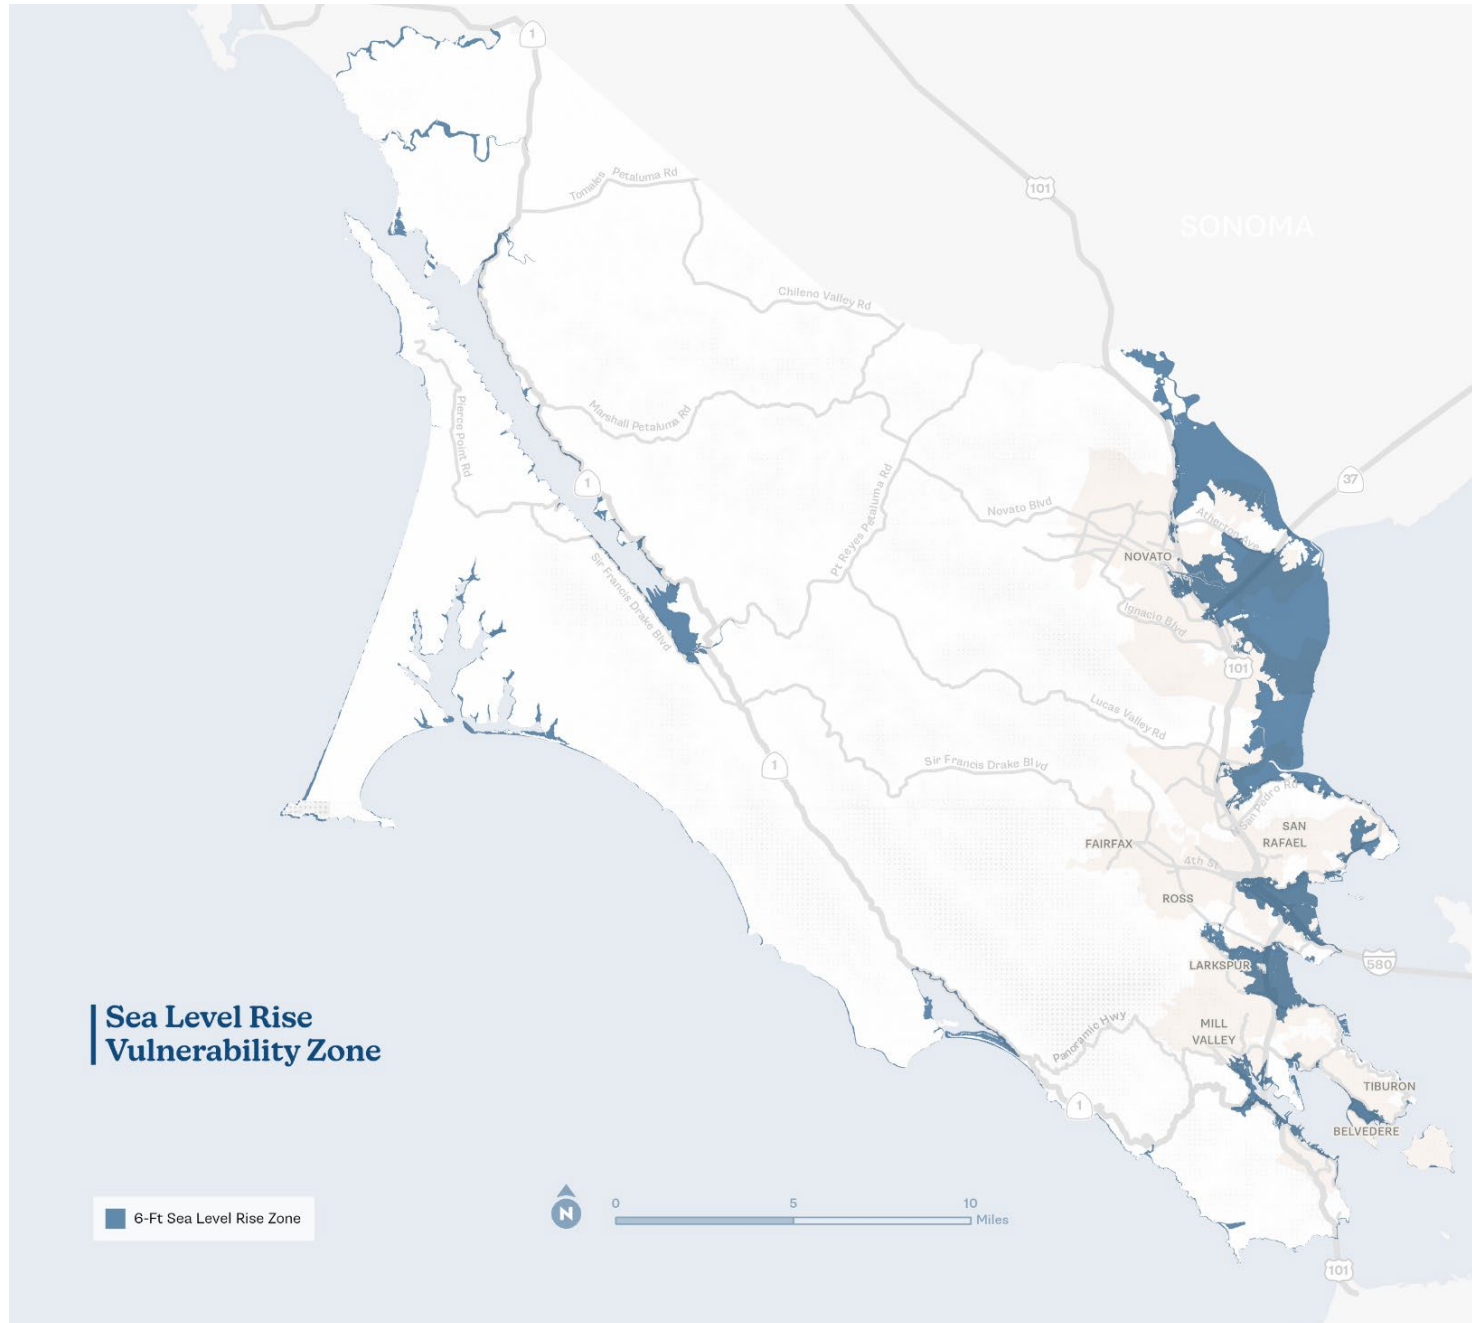 1
Tomales Petaluma Rd
101
SONOMA
Chileno Valley Rd
Pierce Point Rd
Marshall Petaluma Rd
1
Pt Reyes Petaluma Rd
37
Novato Blvd
Atherton Ave
NOVATO
Sir Francis Drake Blvd
Ignacio Blvd
101
Lucas Valley Rd
1
Sir Francis Drake Blvd
N San Pedro Rd
SAN
RAFAEL
FAIRFAX
4th St
ROSS
LARKSPUR
580
Sea Level Rise
Vulnerability Zone
MILL
VALLEY
Panoramic Hwy
TIBURON
1
BELVEDERE
6-Ft Sea Level Rise Zone
N
0 5 10
Miles
101